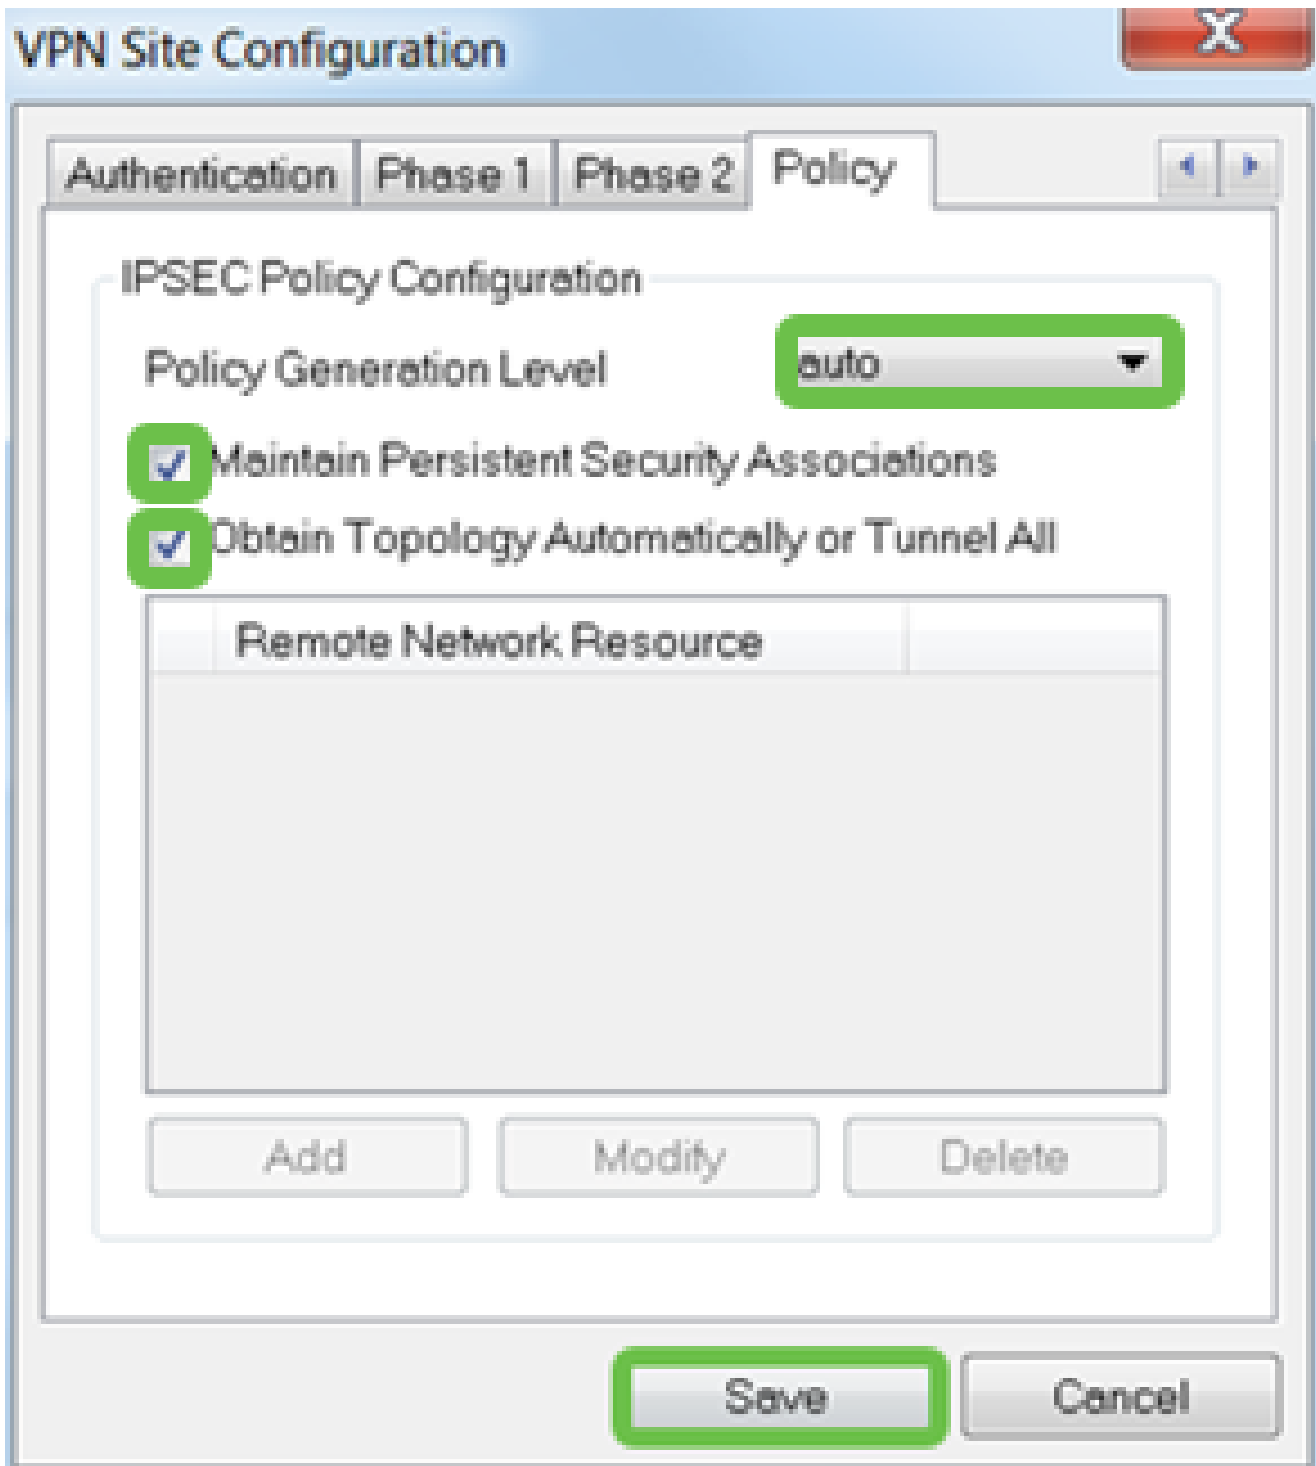 VPN Site Configuration
X
Authentication Phase 1 Phase 2 Policy
IPSEC Policy Configuration
Policy Generation Level auto
Maintain Persistent Security Associations
Obtain Topology Automatically or Tunnel All
Remote Network Resource
Add Modify Delete
Save Cancel